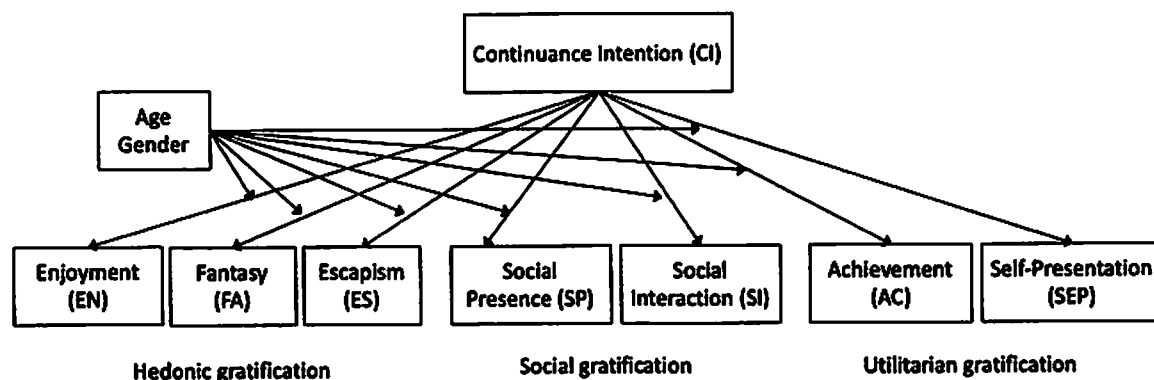 Continuance Intention (CI)
Age
Gender
Enjoyment
(EN)
Fantasy
(FA)
Escapism
(ES)
Social
Presence (SP)
Social
Interaction (SI)
Achievement
(AC)
Self-Presentation
(SEP)
Hedonic gratification
Social gratification
Utilitarian gratification